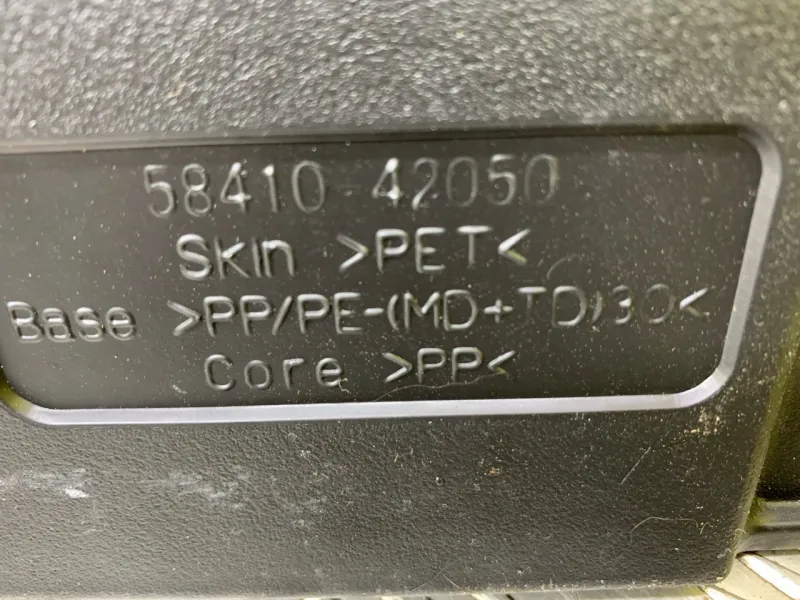 58410-42050
Skin >PET<
Base >PP/PE-(MD+TD)30<
Core >PP<